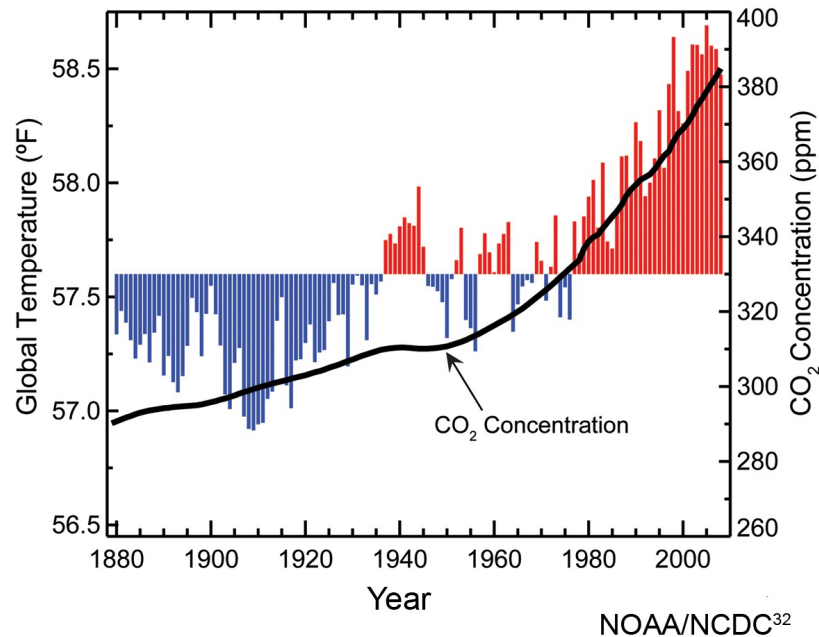 Global Temperature (ºF)
58.5
58.0
57.5
57.0
56.5
400
380
360
340
320
300
280
260
CO₂ Concentration (ppm)
CO₂ Concentration
1880 1900 1920 1940 1960 1980 2000
Year
NOAA/NCDC³²